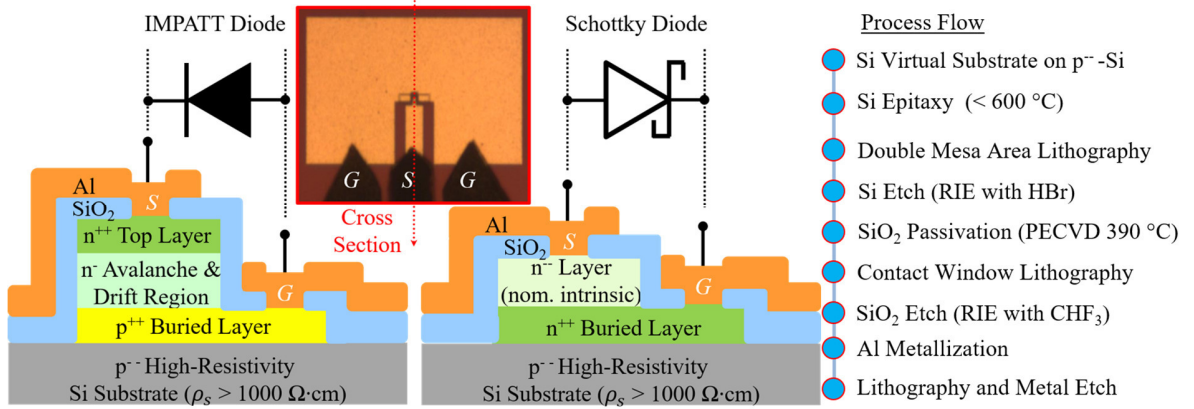 IMPATT Diode
G
S
G
Cross
Section
Al
SiO₂
S
n⁺⁺ Top Layer
n⁻ Avalanche &
Drift Region
G
p⁺⁺ Buried Layer
p⁻⁻ High-Resistivity
Si Substrate (ρₛ > 1000 Ω·cm)
Schottky Diode
Al
SiO₂
S
n⁻⁻ Layer
(nom. intrinsic)
G
n⁺⁺ Buried Layer
p⁻⁻ High-Resistivity
Si Substrate (ρₛ > 1000 Ω·cm)
Process Flow
Si Virtual Substrate on p⁻⁻-Si
Si Epitaxy (< 600 °C)
Double Mesa Area Lithography
Si Etch (RIE with HBr)
SiO₂ Passivation (PECVD 390 °C)
Contact Window Lithography
SiO₂ Etch (RIE with CHF₃)
Al Metallization
Lithography and Metal Etch